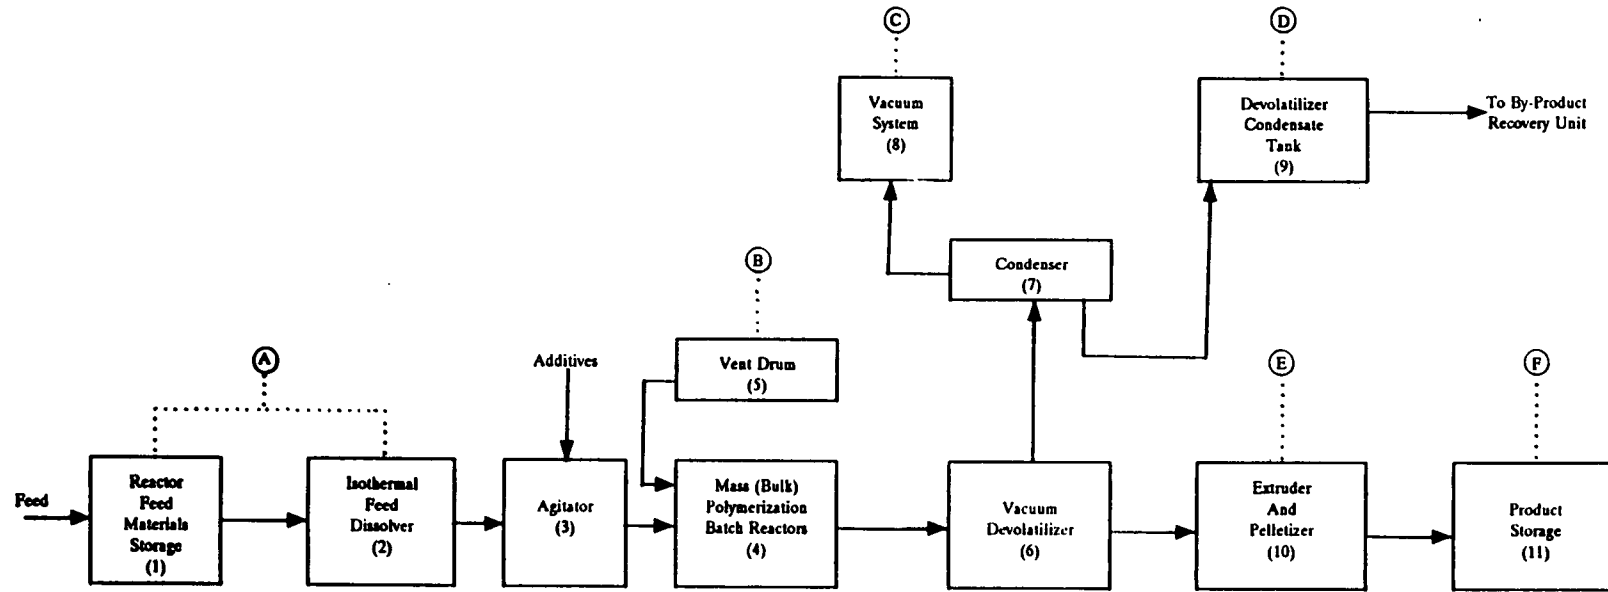 C
D
Vacuum
System
(8)
Devolatilizer
Condensate
Tank
(9)
To By-Product
Recovery Unit
B
Condenser
(7)
A
Additives
Vent Drum
(5)
E
F
Feed
Reactor
Feed
Materials
Storage
(1)
Isothermal
Feed
Dissolver
(2)
Agitator
(3)
Mass (Bulk)
Polymerization
Batch Reactors
(4)
Vacuum
Devolatilizer
(6)
Extruder
And
Pelletizer
(10)
Product
Storage
(11)